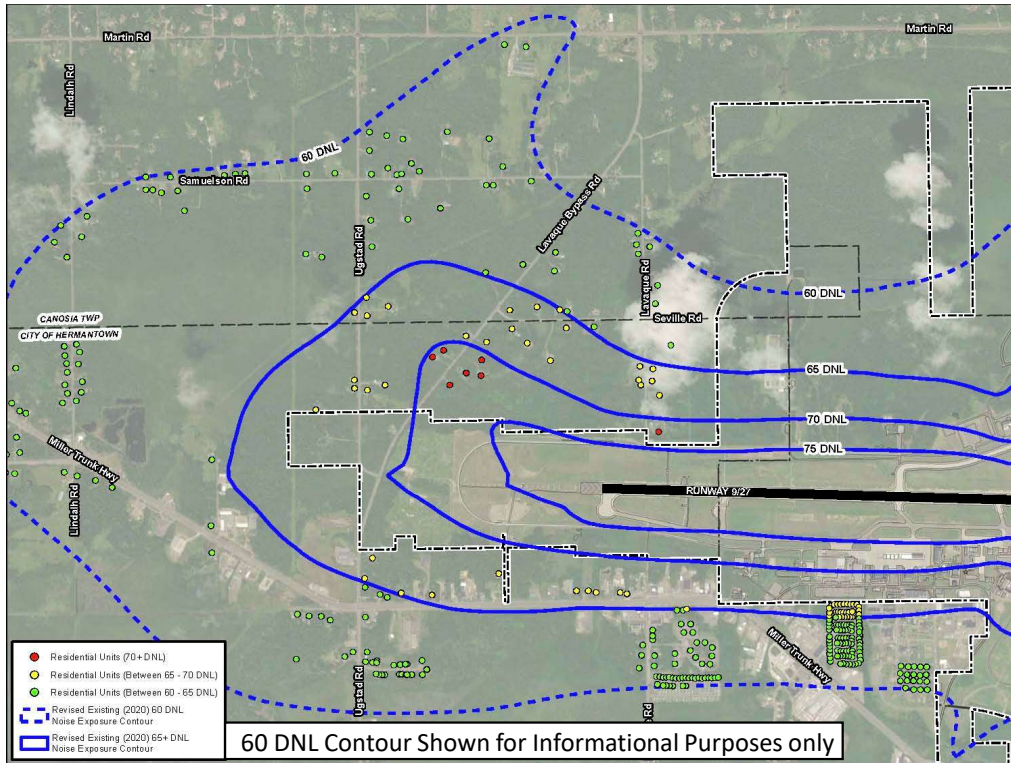 Martin Rd
Martin Rd
Lindalh Rd
60 DNL
Samuelson Rd
Ugstad Rd
Lavaque Bypass Rd
Lavaque Rd
60 DNL
Seville Rd
CANOSIA TWP
CITY OF HERMANTOWN
65 DNL
70 DNL
75 DNL
Miller Trunk Hwy
Lindalh Rd
RUNWAY 9/27
Miller Trunk Hwy
Ugstad Rd
Rd
Residential Units (70+ DNL)
Residential Units (Between 65 - 70 DNL)
Residential Units (Between 60 - 65 DNL)
Revised Existing (2020) 60 DNL
Noise Exposure Contour
Revised Existing (2020) 65+ DNL
Noise Exposure Contour
60 DNL Contour Shown for Informational Purposes only